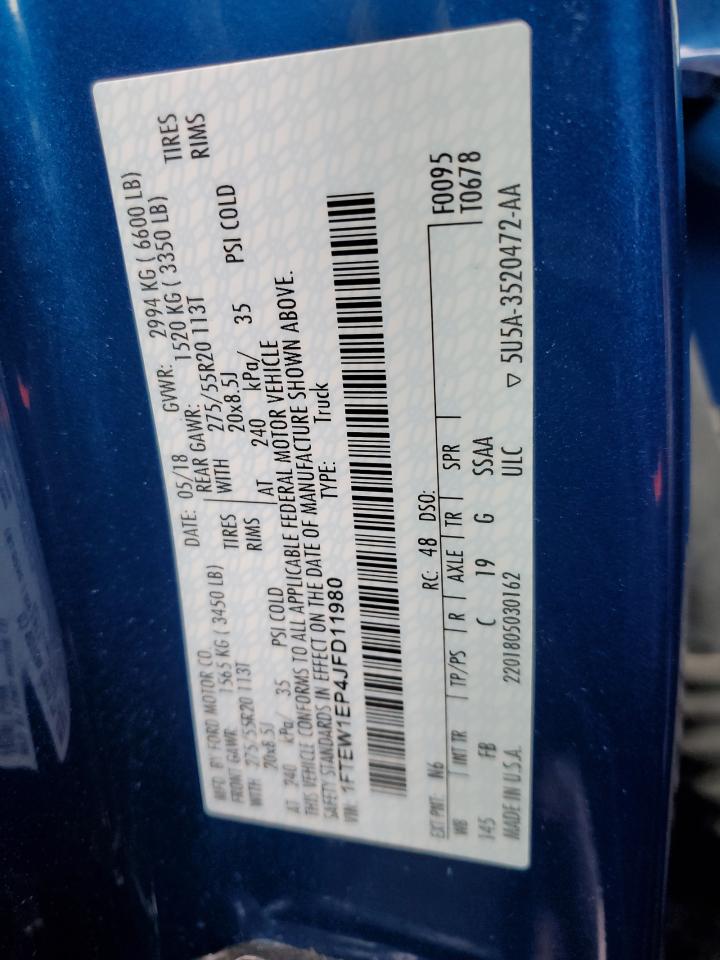 MFD. BY FORD MOTOR CO. DATE: 05/18 GVWR: 2994 KG ( 6600 LB)
FRONT GAWR: 1565 KG ( 3450 LB) REAR GAWR: 1520 KG ( 3350 LB)
WITH 275/55R20 113T TIRES WITH 275/55R20 113T TIRES
20x8.5J RIMS 20x8.5J RIMS
AT 240 kPa/ 35 PSI COLD AT 240 kPa/ 35 PSI COLD
THIS VEHICLE CONFORMS TO ALL APPLICABLE FEDERAL MOTOR VEHICLE
SAFETY STANDARDS IN EFFECT ON THE DATE OF MANUFACTURE SHOWN ABOVE.
VIN: 1FTEW1EP4JFD11980 TYPE: Truck
EXT PNT: N6 RC: 48 DSO: F0095
WB INT TR TP/PS R AXLE TR SPR T0678
145 FB C 19 G SSAA
MADE IN U.S.A. 2201805030162 ULC ▽ 5U5A-3520472-AA